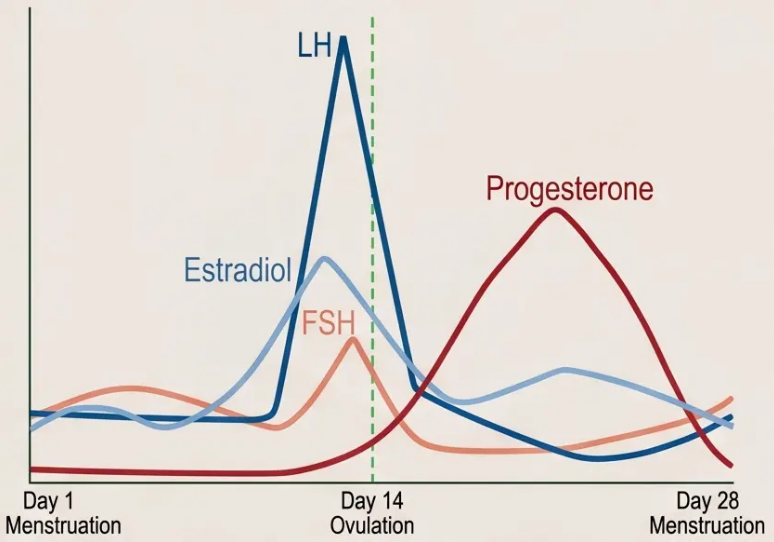 LH
Progesterone
Estradiol
FSH
Day 1
Menstruation
Day 14
Ovulation
Day 28
Menstruation